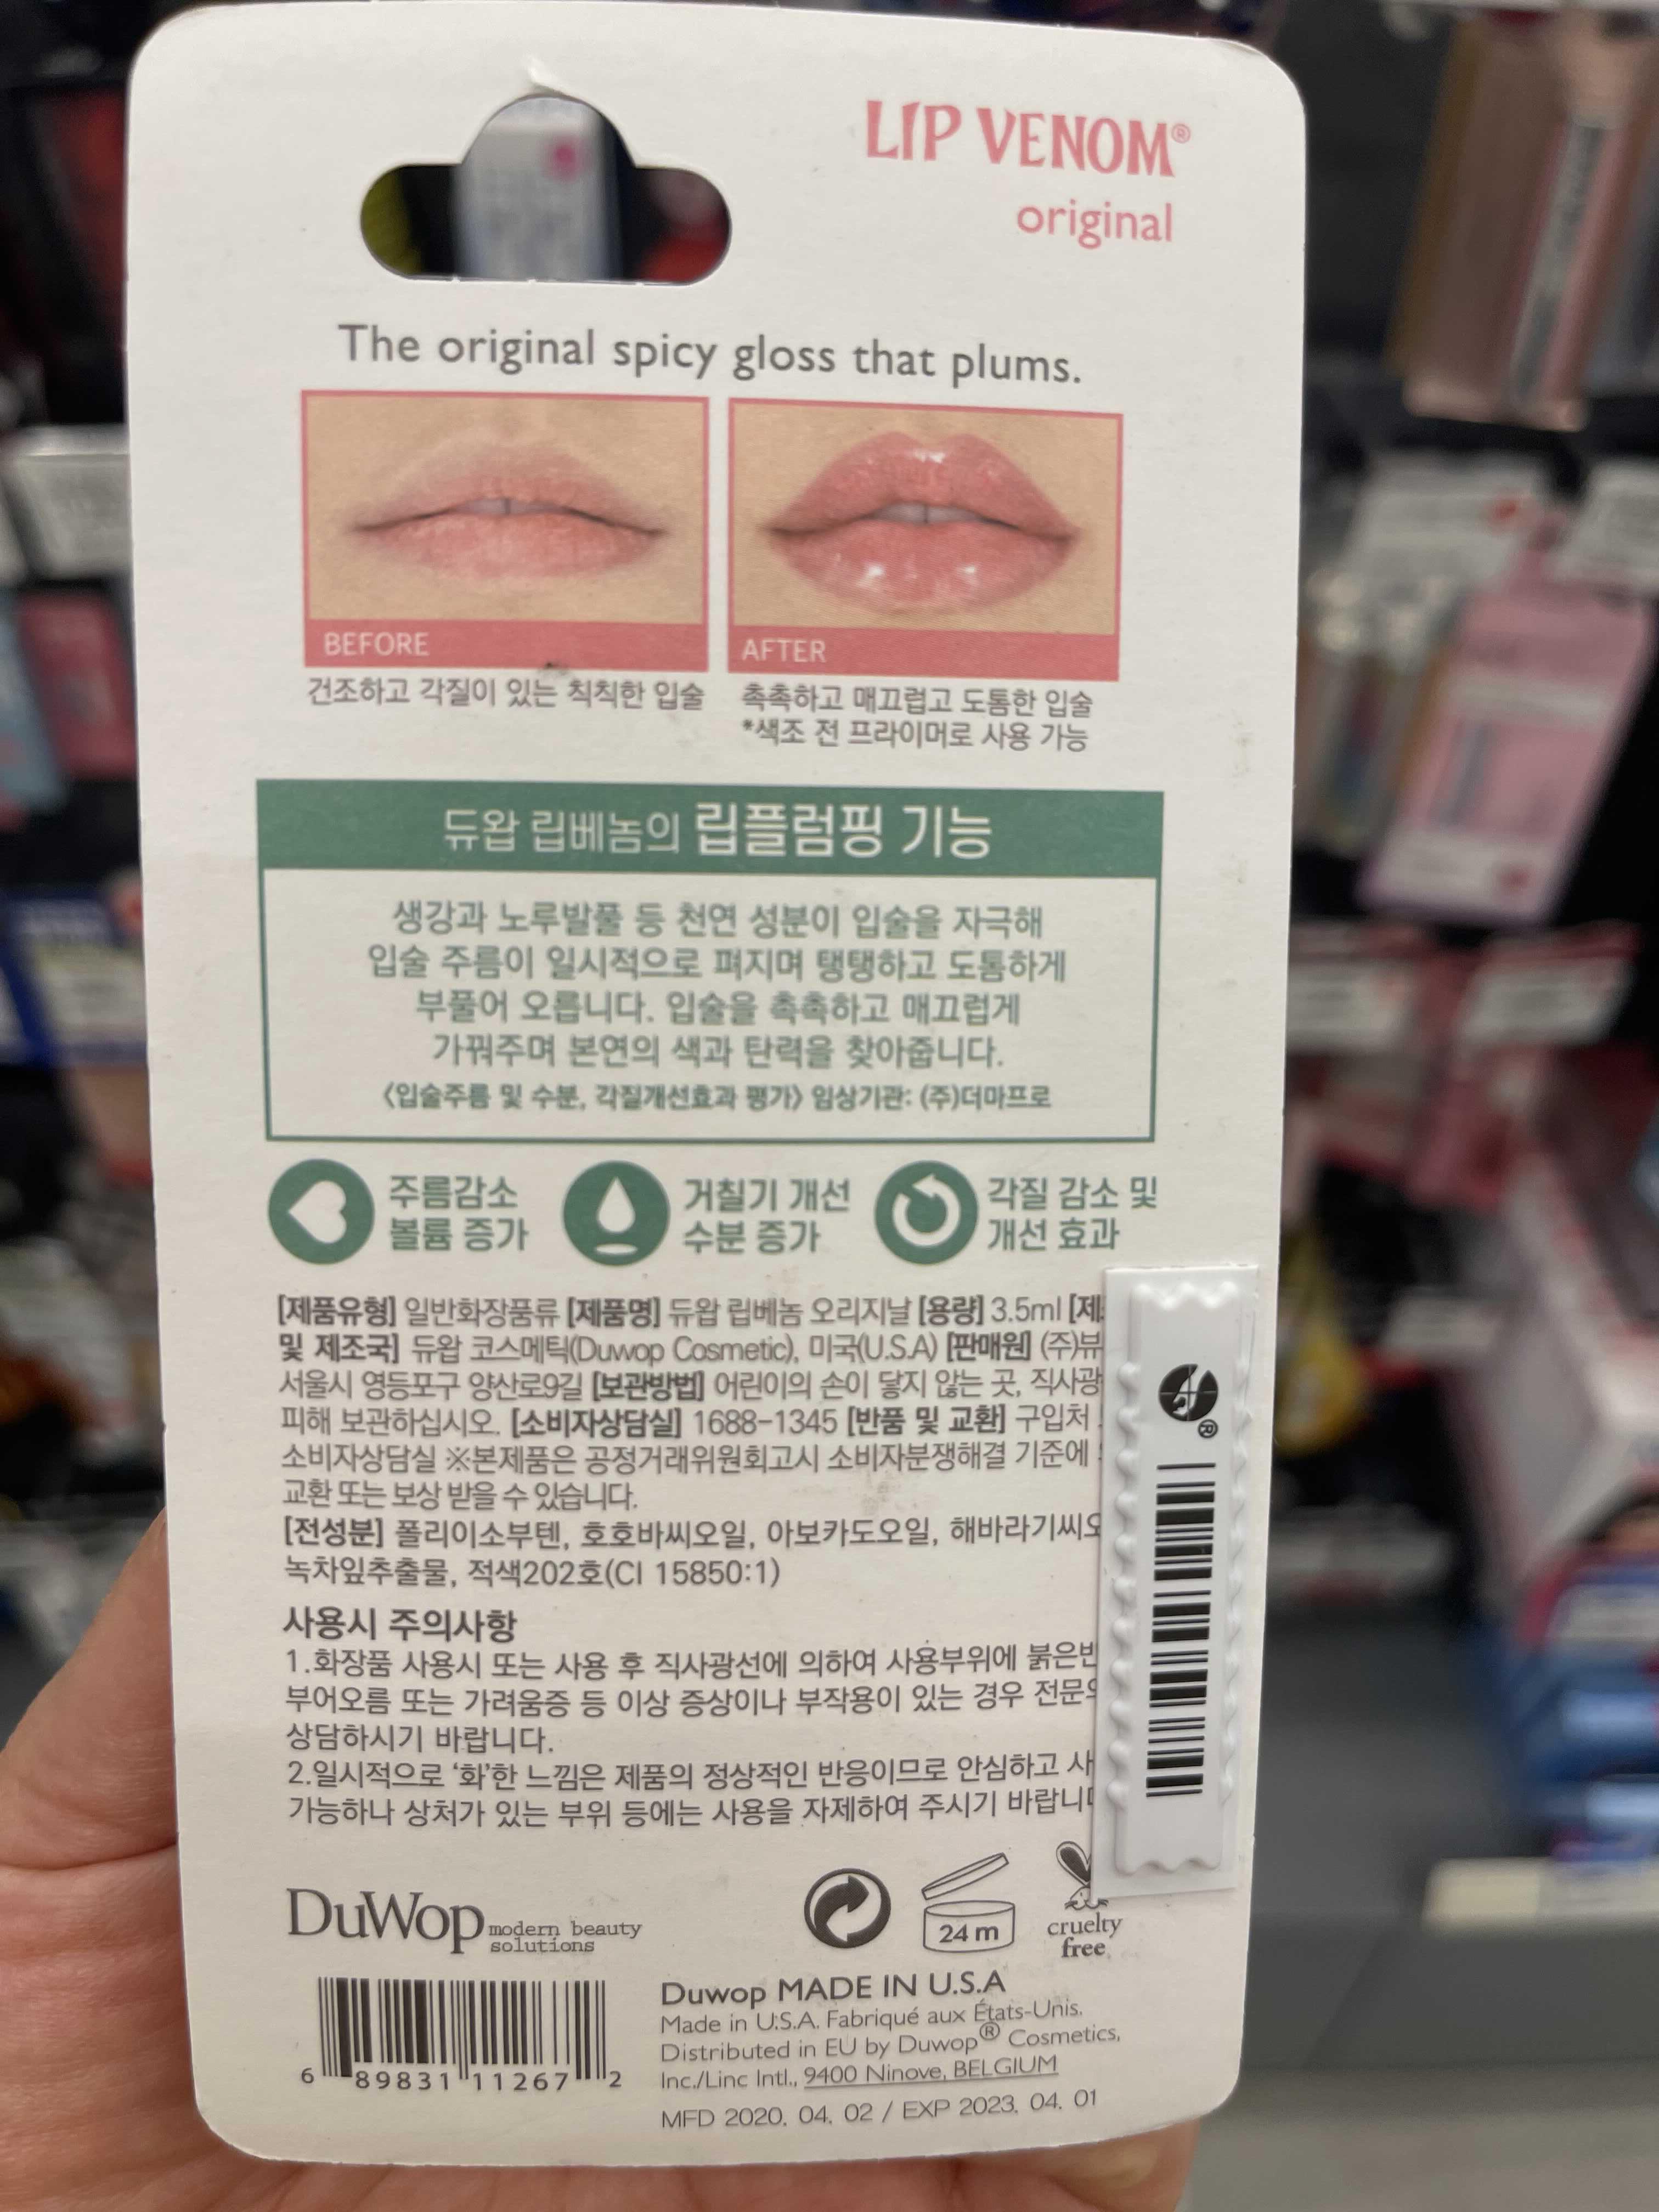 LIP VENOM®
original
The original spicy gloss that plums.
BEFORE
AFTER
건조하고 각질이 있는 칙칙한 입술
촉촉하고 매끄럽고 도톰한 입술
*색조 전 프라이머로 사용 가능
듀왑 립베놈의 립플럼핑 기능
생강과 노루발풀 등 천연 성분이 입술을 자극해
입술 주름이 일시적으로 펴지며 탱탱하고 도톰하게
부풀어 오릅니다. 입술을 촉촉하고 매끄럽게
가꿔주며 본연의 색과 탄력을 찾아줍니다.
〈입술주름 및 수분, 각질개선효과 평가〉 임상기관: (주)더마프로
주름감소
볼륨 증가
거칠기 개선
수분 증가
각질 감소 및
개선 효과
[제품유형] 일반화장품류 [제품명] 듀왑 립베놈 오리지날 [용량] 3.5ml [제
및 제조국] 듀왑 코스메틱(Duwop Cosmetic), 미국(U.S.A) [판매원] (주)뷰
서울시 영등포구 양산로9길 [보관방법] 어린이의 손이 닿지 않는 곳, 직사광
피해 보관하십시오. [소비자상담실] 1688-1345 [반품 및 교환] 구입처
소비자상담실 ※본제품은 공정거래위원회고시 소비자분쟁해결 기준에
교환 또는 보상 받을 수 있습니다.
[전성분] 폴리이소부텐, 호호바씨오일, 아보카도오일, 해바라기씨오
녹차잎추출물, 적색202호(CI 15850:1)
사용시 주의사항
1.화장품 사용시 또는 사용 후 직사광선에 의하여 사용부위에 붉은반
부어오름 또는 가려움증 등 이상 증상이나 부작용이 있는 경우 전문의
상담하시기 바랍니다.
2.일시적으로 '화'한 느낌은 제품의 정상적인 반응이므로 안심하고 사
가능하나 상처가 있는 부위 등에는 사용을 자제하여 주시기 바랍니다
DuWop modern beauty
solutions
24 m
cruelty
free
6 89831 11267 2
Duwop MADE IN U.S.A
Made in U.S.A. Fabriqué aux États-Unis.
Distributed in EU by Duwop® Cosmetics,
Inc./Linc Intl., 9400 Ninove, BELGIUM
MFD 2020. 04. 02 / EXP 2023. 04. 01